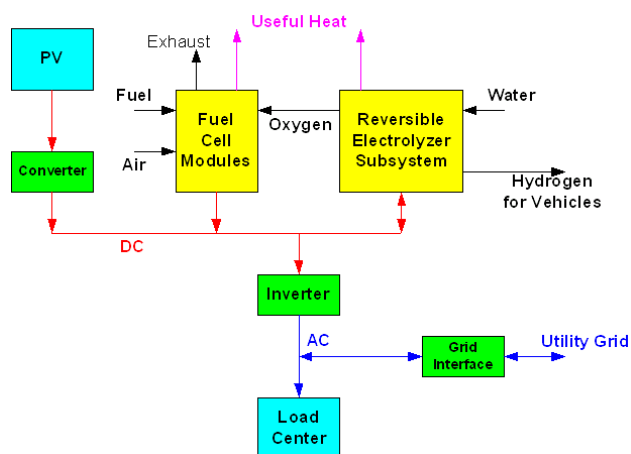 Useful Heat
Exhaust
PV
Fuel
Fuel
Cell
Modules
Oxygen
Reversible
Electrolyzer
Subsystem
Water
Air
Converter
Hydrogen
for Vehicles
DC
Inverter
AC
Grid
Interface
Utility Grid
Load
Center